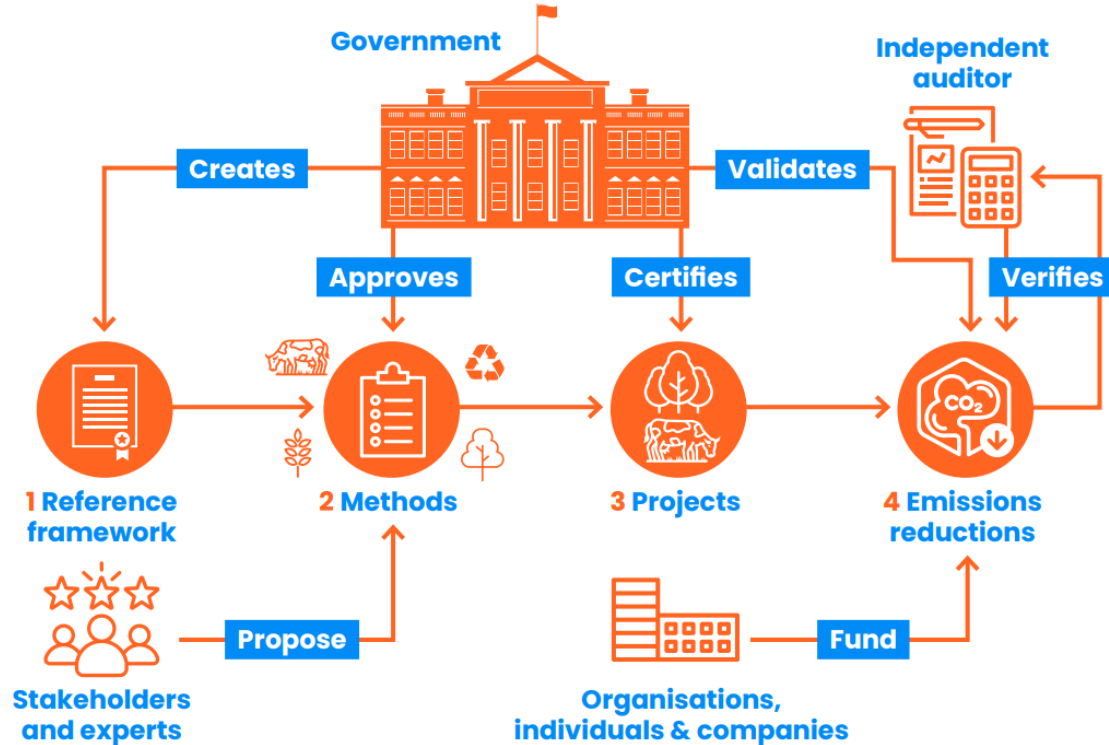 Government
Independent
auditor
Creates
Validates
Approves
Certifies
Verifies
CO₂
1 Reference
framework
2 Methods
3 Projects
4 Emissions
reductions
Propose
Fund
Stakeholders
and experts
Organisations,
individuals & companies